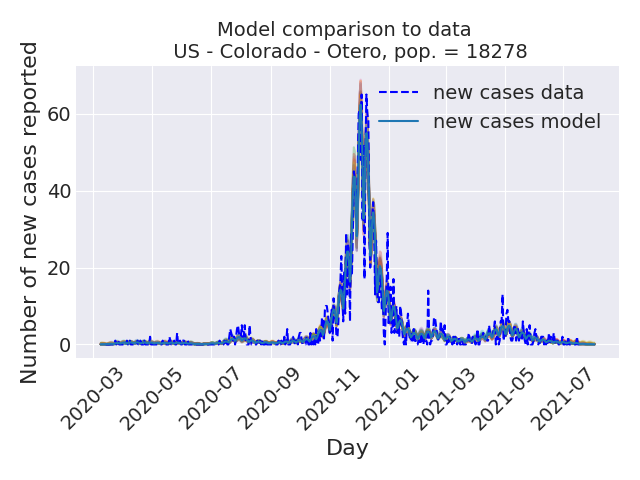 Model comparison to data
US - Colorado - Otero, pop. = 18278
Number of new cases reported
60
40
20
0
new cases data
new cases model
2020-03
2020-05
2020-07
2020-09
2020-11
2021-01
2021-03
2021-05
2021-07
Day